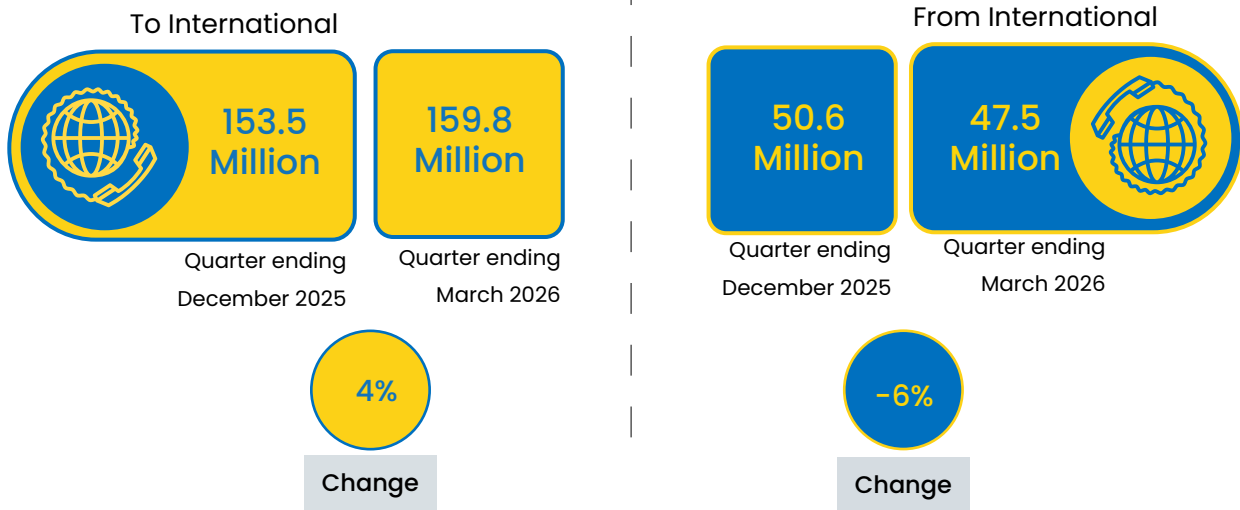 To International
153.5
Million
159.8
Million
Quarter ending
December 2025
Quarter ending
March 2026
4%
Change
From International
50.6
Million
47.5
Million
Quarter ending
December 2025
Quarter ending
March 2026
-6%
Change